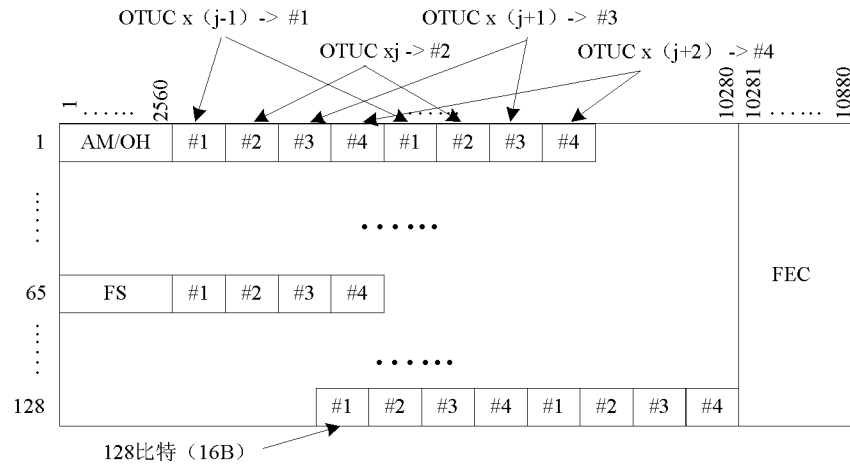 OTUC x（j-1）-> #1
OTUC x（j+1）-> #3
OTUC xj -> #2
OTUC x（j+2）-> #4
1 …… 2560 …… 10280 10281 …… 10880
1 AM/OH #1 #2 #3 #4 #1 #2 #3 #4
……
……
FEC
65 FS #1 #2 #3 #4
……
……
128 #1 #2 #3 #4 #1 #2 #3 #4
128比特（16B）